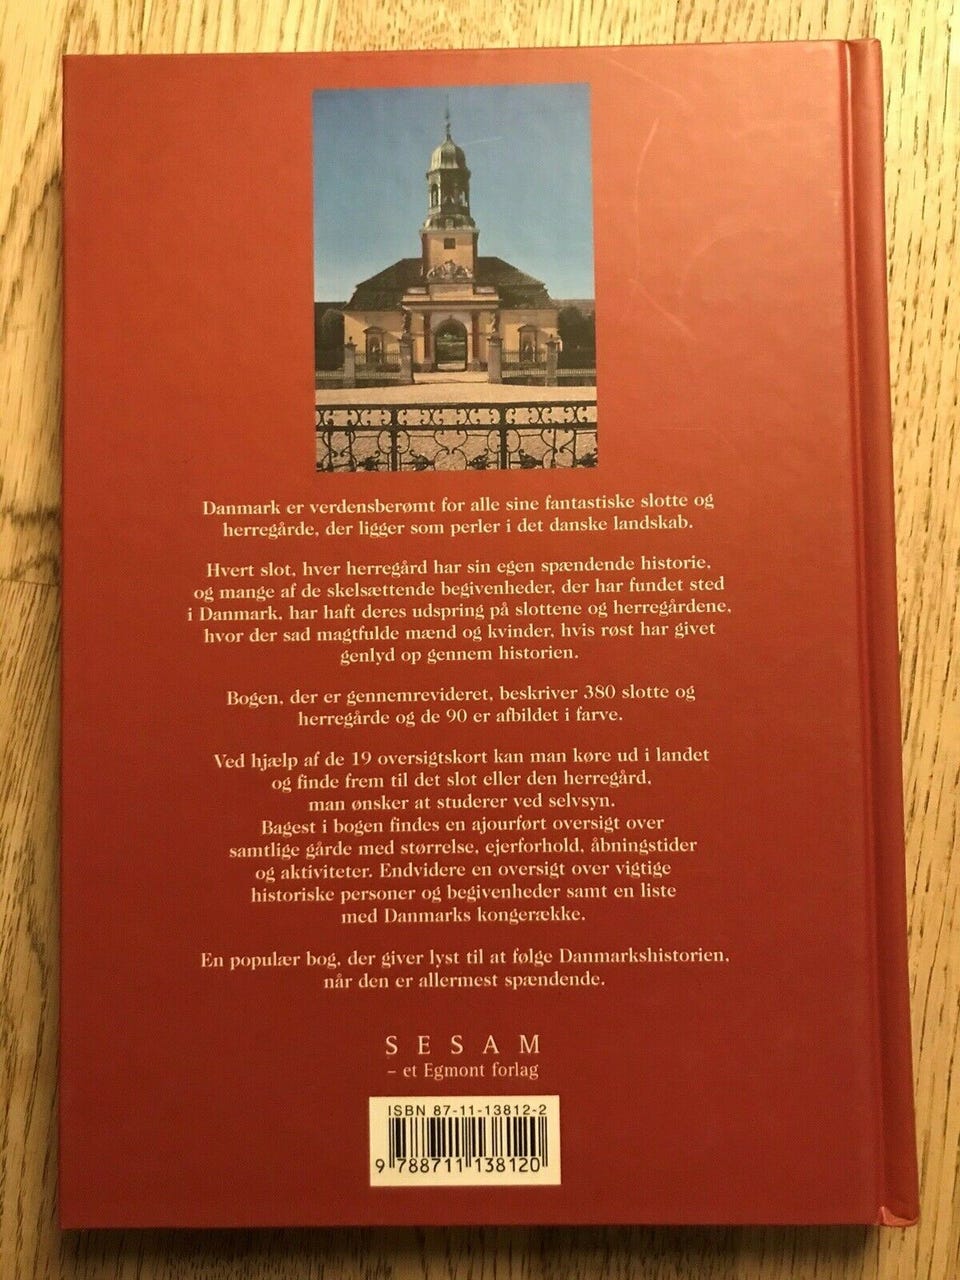 Danmark er verdensberømt for alle sine fantastiske slotte og
herregårde, der ligger som perler i det danske landskab.
Hvert slot, hver herregård har sin egen spændende historie,
og mange af de skelsættende begivenheder, der har fundet sted
i Danmark, har haft deres udspring på slottene og herregårdene,
hvor der sad magtfulde mænd og kvinder, hvis røst har givet
genlyd op gennem historien.
Bogen, der er gennemrevideret, beskriver 380 slotte og
herregårde og de 90 er afbildet i farve.
Ved hjælp af de 19 oversigtskort kan man køre ud i landet
og finde frem til det slot eller den herregård,
man ønsker at studerer ved selvsyn.
Bagest i bogen findes en ajourført oversigt over
samtlige gårde med størrelse, ejerforhold, åbningstider
og aktiviteter. Endvidere en oversigt over vigtige
historiske personer og begivenheder samt en liste
med Danmarks kongerække.
En populær bog, der giver lyst til at følge Danmarkshistorien,
når den er allermest spændende.
SESAM
– et Egmont forlag
ISBN 87-11-13812-2
9 788711 138120